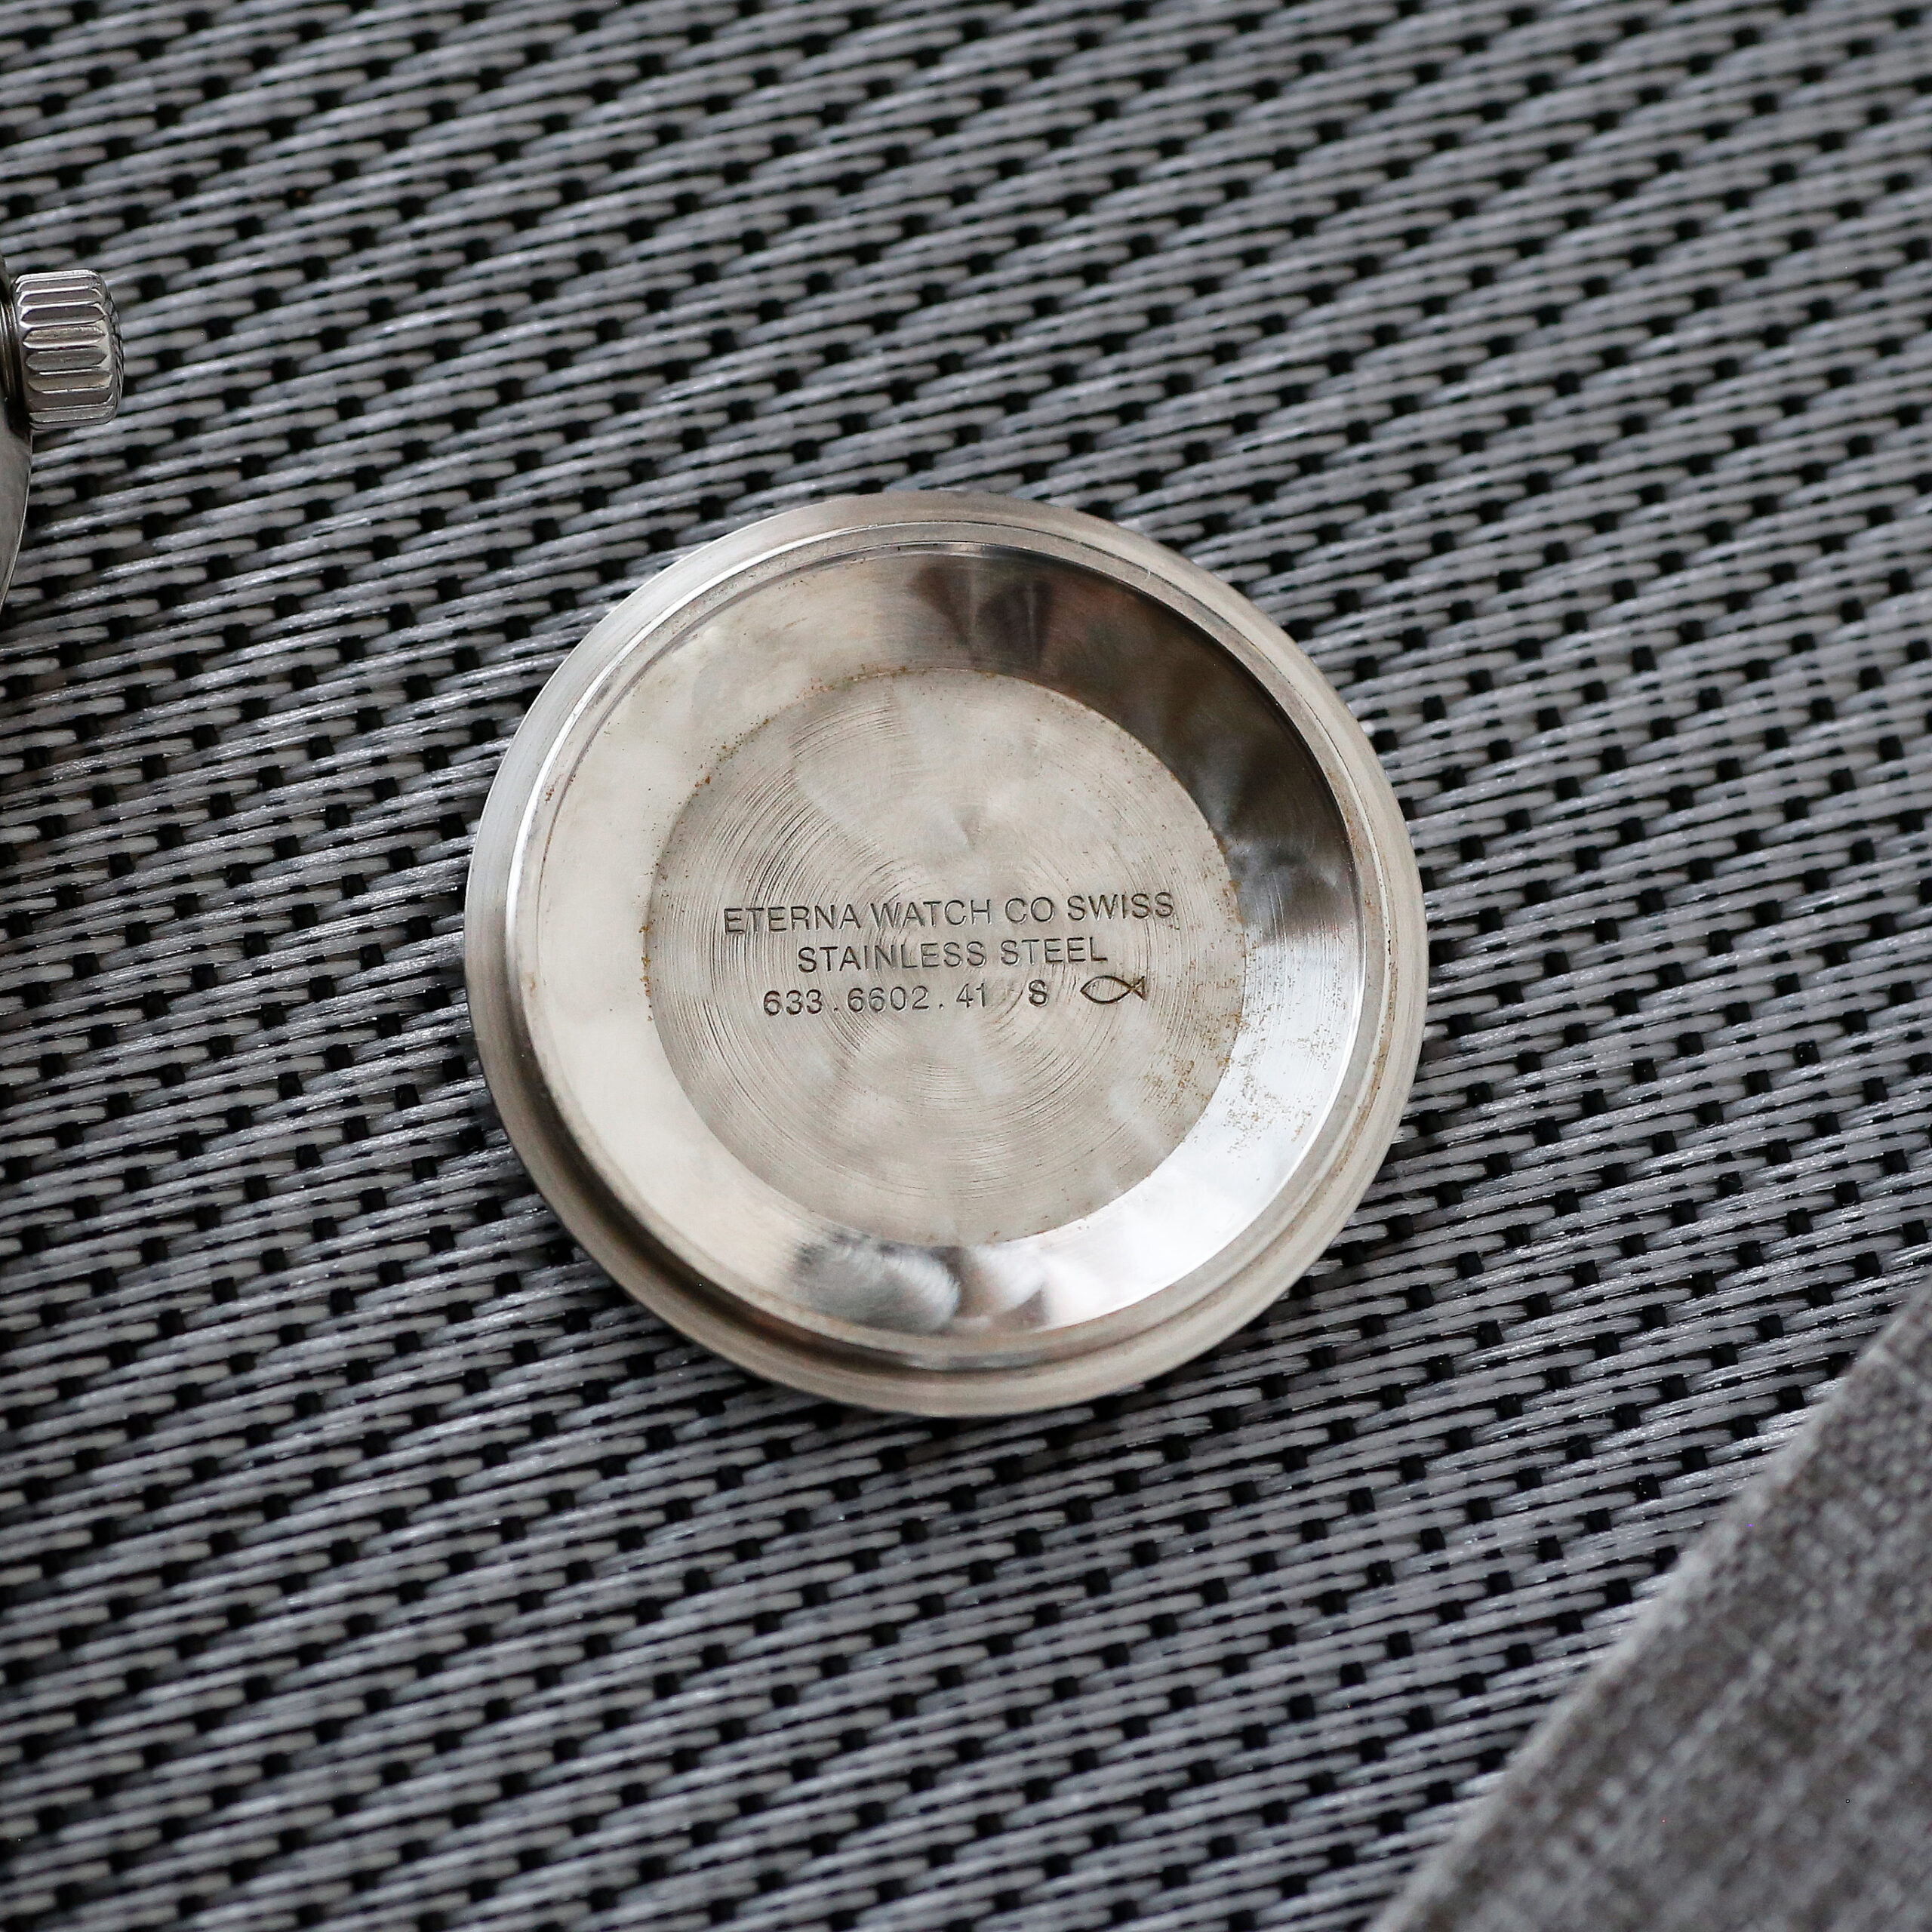 ETERNA WATCH CO SWISS
STAINLESS STEEL
633.6602.41 S